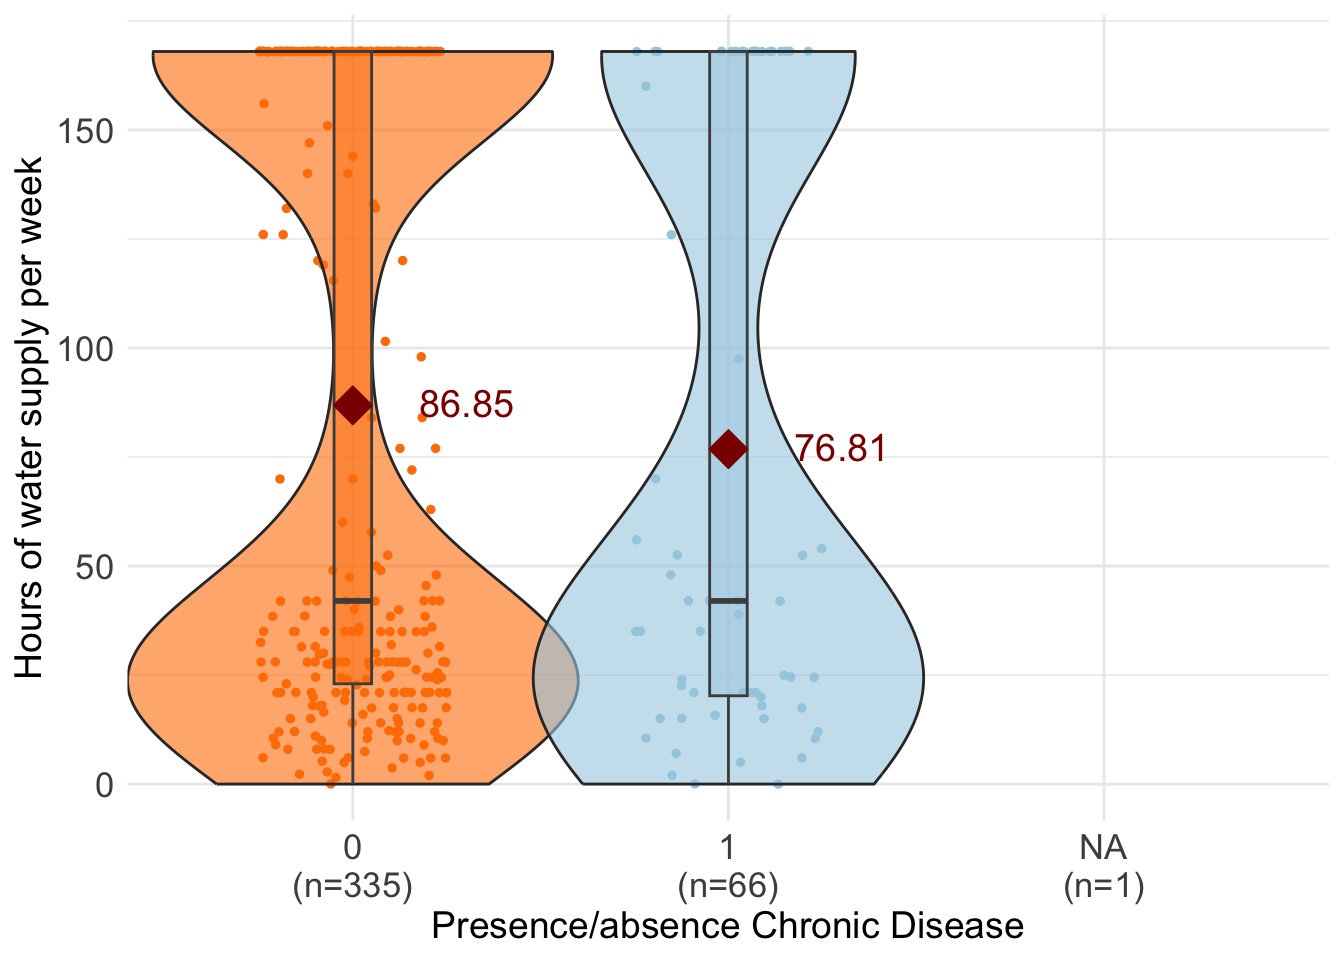 Hours of water supply per week
150
100
50
0
86.85
76.81
0
(n=335)
1
(n=66)
NA
(n=1)
Presence/absence Chronic Disease